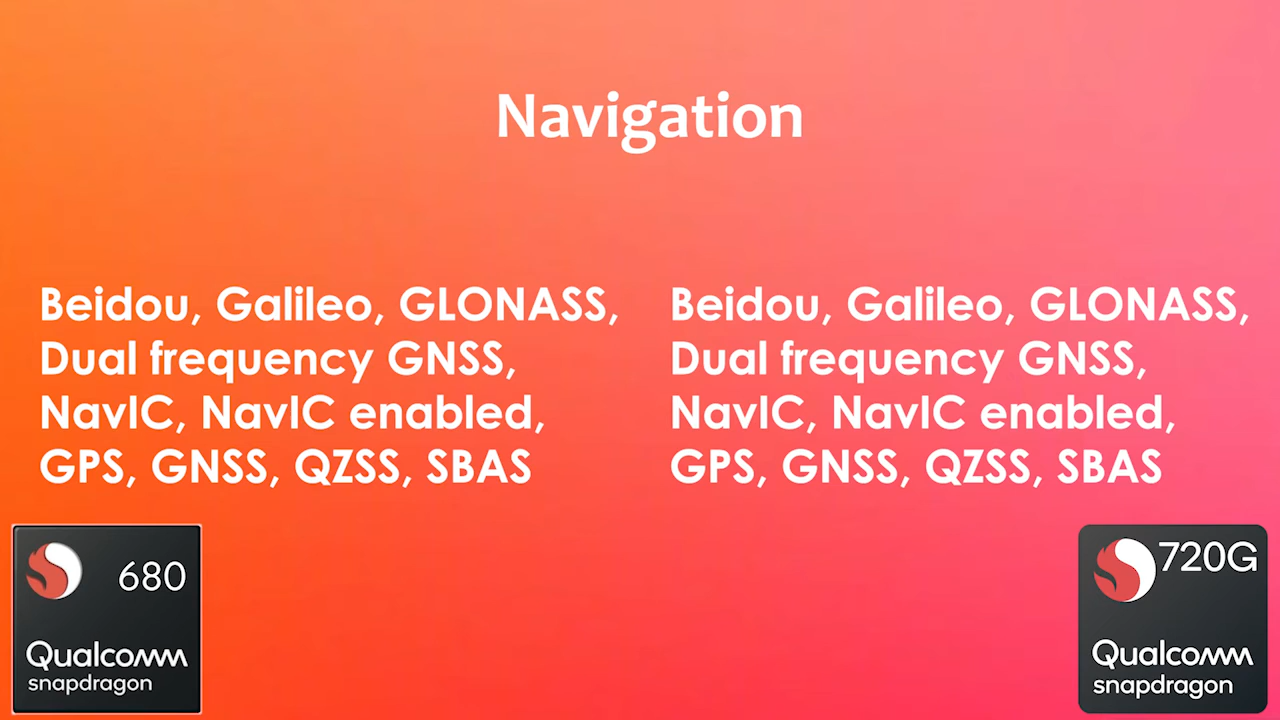 Navigation
Beidou, Galileo, GLONASS,
Dual frequency GNSS,
NavIC, NavIC enabled,
GPS, GNSS, QZSS, SBAS
Beidou, Galileo, GLONASS,
Dual frequency GNSS,
NavIC, NavIC enabled,
GPS, GNSS, QZSS, SBAS
680
Qualcomm
snapdragon
720G
Qualcomm
snapdragon